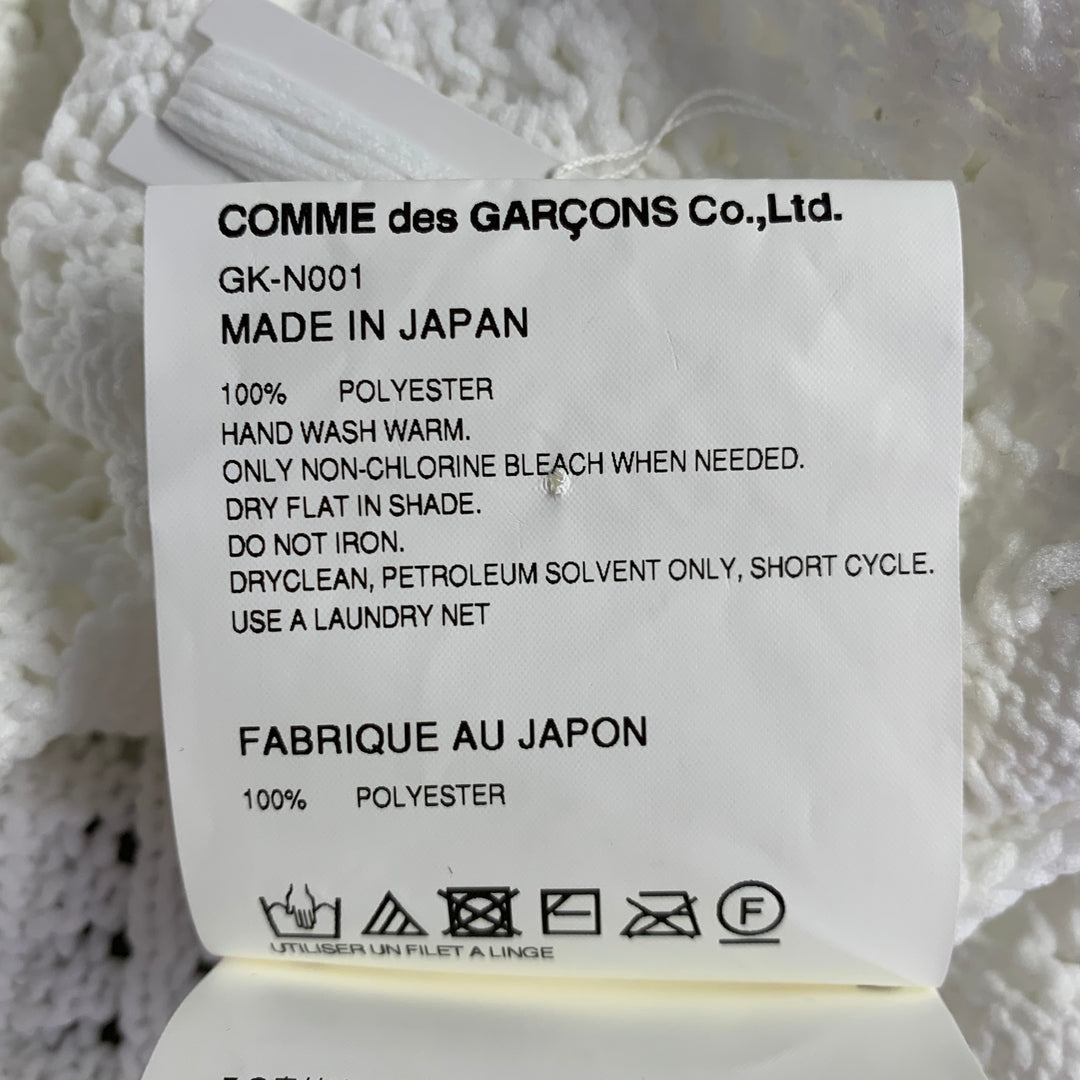 COMME des GARÇONS Co.,Ltd.
GK-N001
MADE IN JAPAN
100% POLYESTER
HAND WASH WARM.
ONLY NON-CHLORINE BLEACH WHEN NEEDED.
DRY FLAT IN SHADE.
DO NOT IRON.
DRYCLEAN, PETROLEUM SOLVENT ONLY, SHORT CYCLE.
USE A LAUNDRY NET
FABRIQUE AU JAPON
100% POLYESTER
F
UTILISER UN FILET A LINGE